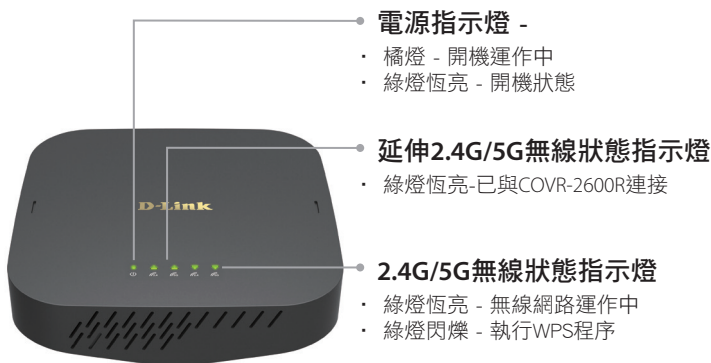 電源指示燈 -
· 橘燈 - 開機運作中
· 綠燈恆亮 - 開機狀態
延伸2.4G/5G無線狀態指示燈
· 綠燈恆亮-已與COVR-2600R連接
D-Link
2.4G/5G無線狀態指示燈
· 綠燈恆亮 - 無線網路運作中
· 綠燈閃爍 - 執行WPS程序